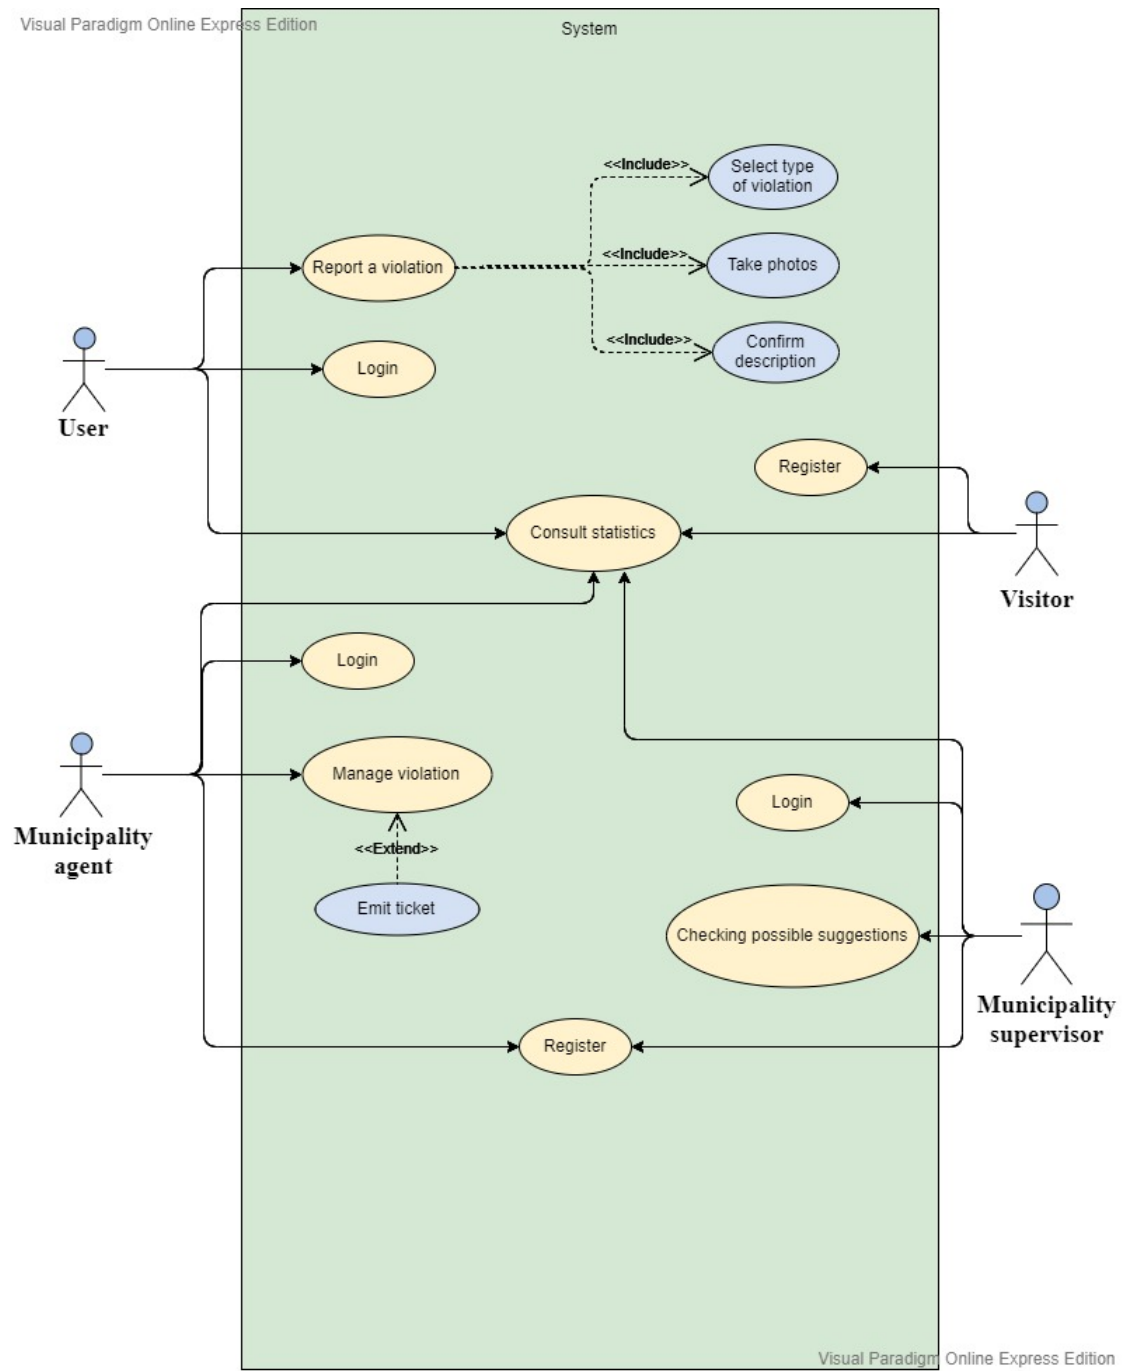 Visual Paradigm Online Express Edition
System
<<Include>>
Select type
of violation
<<Include>>
Take photos
Report a violation
<<Include>>
Confirm
description
Login
User
Register
Consult statistics
Visitor
Login
Manage violation
Municipality
agent
<<Extend>>
Login
Emit ticket
Checking possible suggestions
Municipality
supervisor
Register
Visual Paradigm Online Express Edition